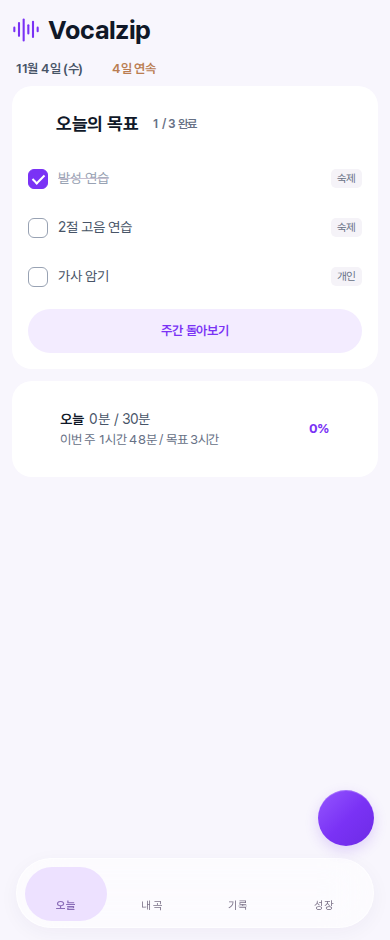 Vocalzip
11월 4일 (수) 4일 연속
오늘의 목표 1 / 3 완료
발성 연습 숙제
2절 고음 연습 숙제
가사 암기 개인
주간 돌아보기
오늘 0분 / 30분
이번 주 1시간 48분 / 목표 3시간
0%
오늘 내 곡 기록 성장